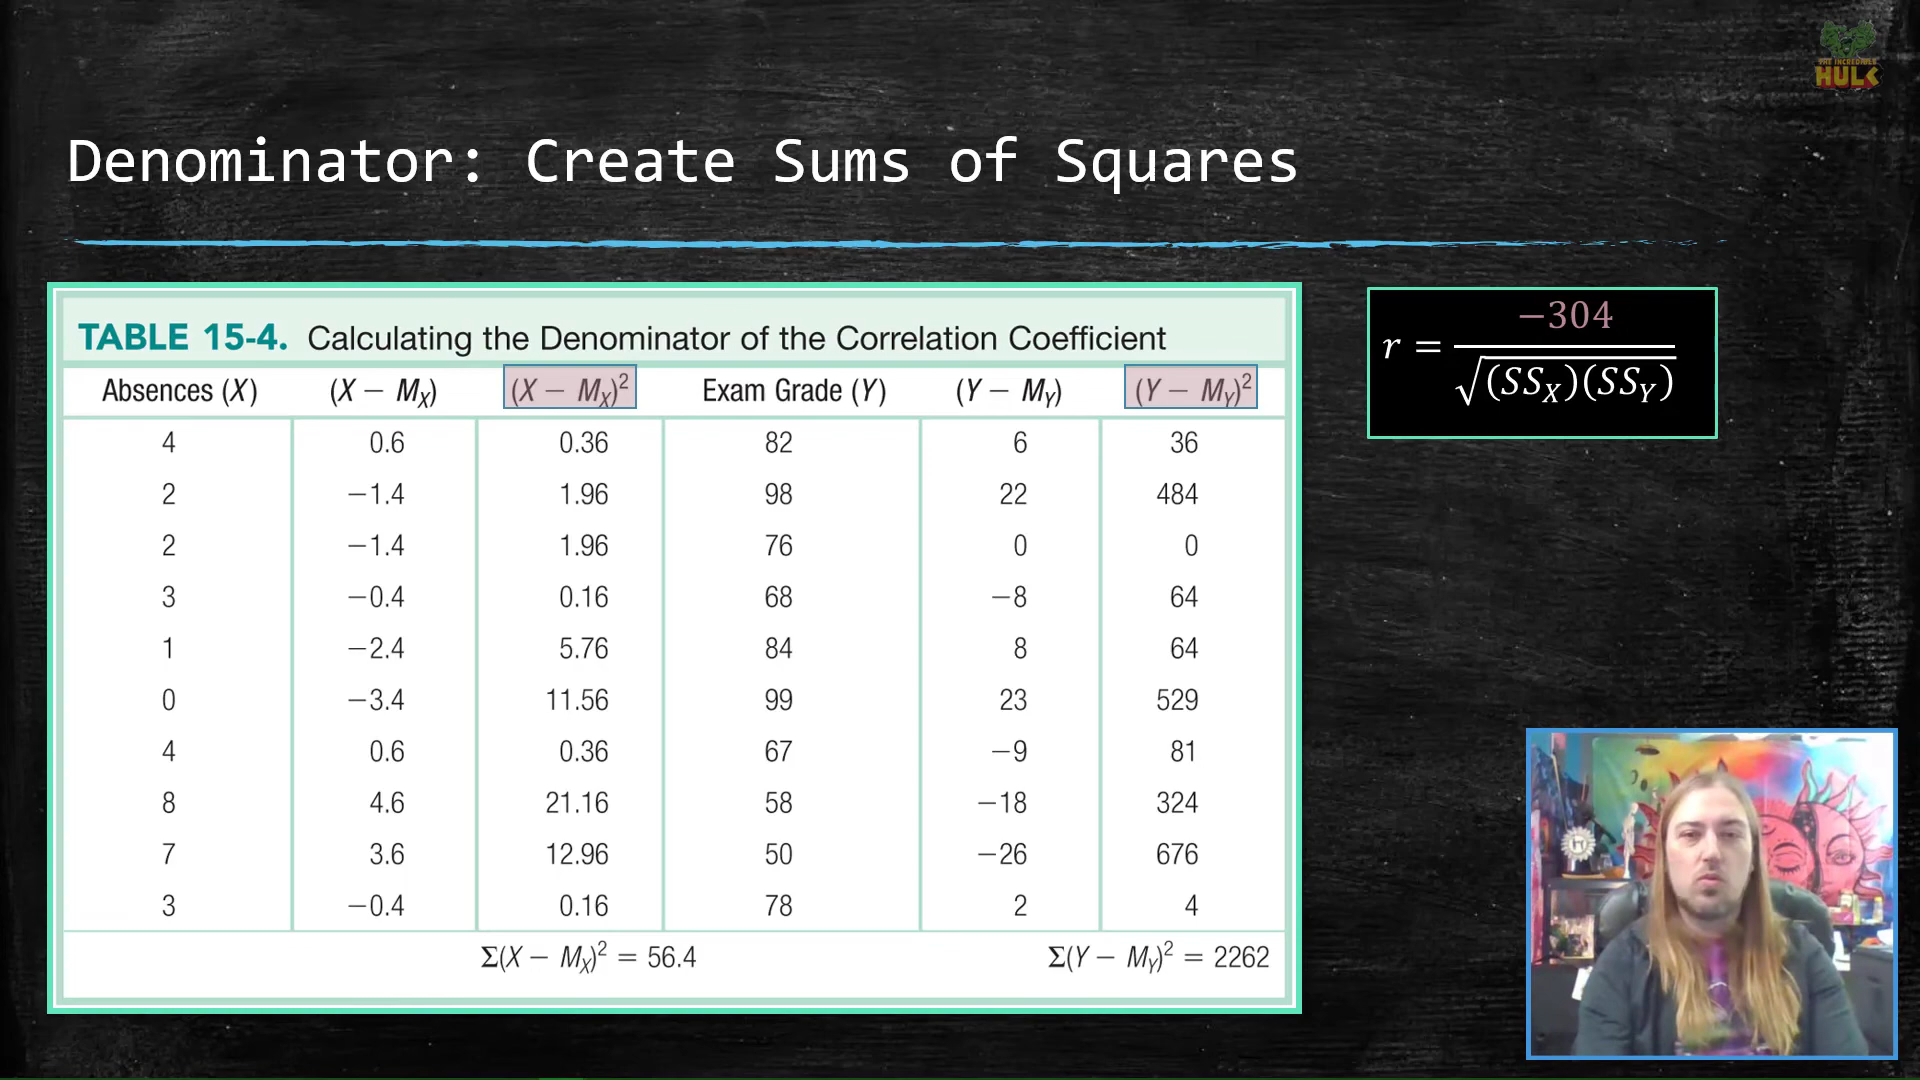 THE INCREDIBLE
HULK
Denominator: Create Sums of Squares
TABLE 15-4. Calculating the Denominator of the Correlation Coefficient
Absences (X) (X − M_X) (X − M_X)² Exam Grade (Y) (Y − M_Y) (Y − M_Y)²
4 0.6 0.36 82 6 36
2 −1.4 1.96 98 22 484
2 −1.4 1.96 76 0 0
3 −0.4 0.16 68 −8 64
1 −2.4 5.76 84 8 64
0 −3.4 11.56 99 23 529
4 0.6 0.36 67 −9 81
8 4.6 21.16 58 −18 324
7 3.6 12.96 50 −26 676
3 −0.4 0.16 78 2 4
Σ(X − M_X)² = 56.4 Σ(Y − M_Y)² = 2262
−304
r =
√(SS_X)(SS_Y)